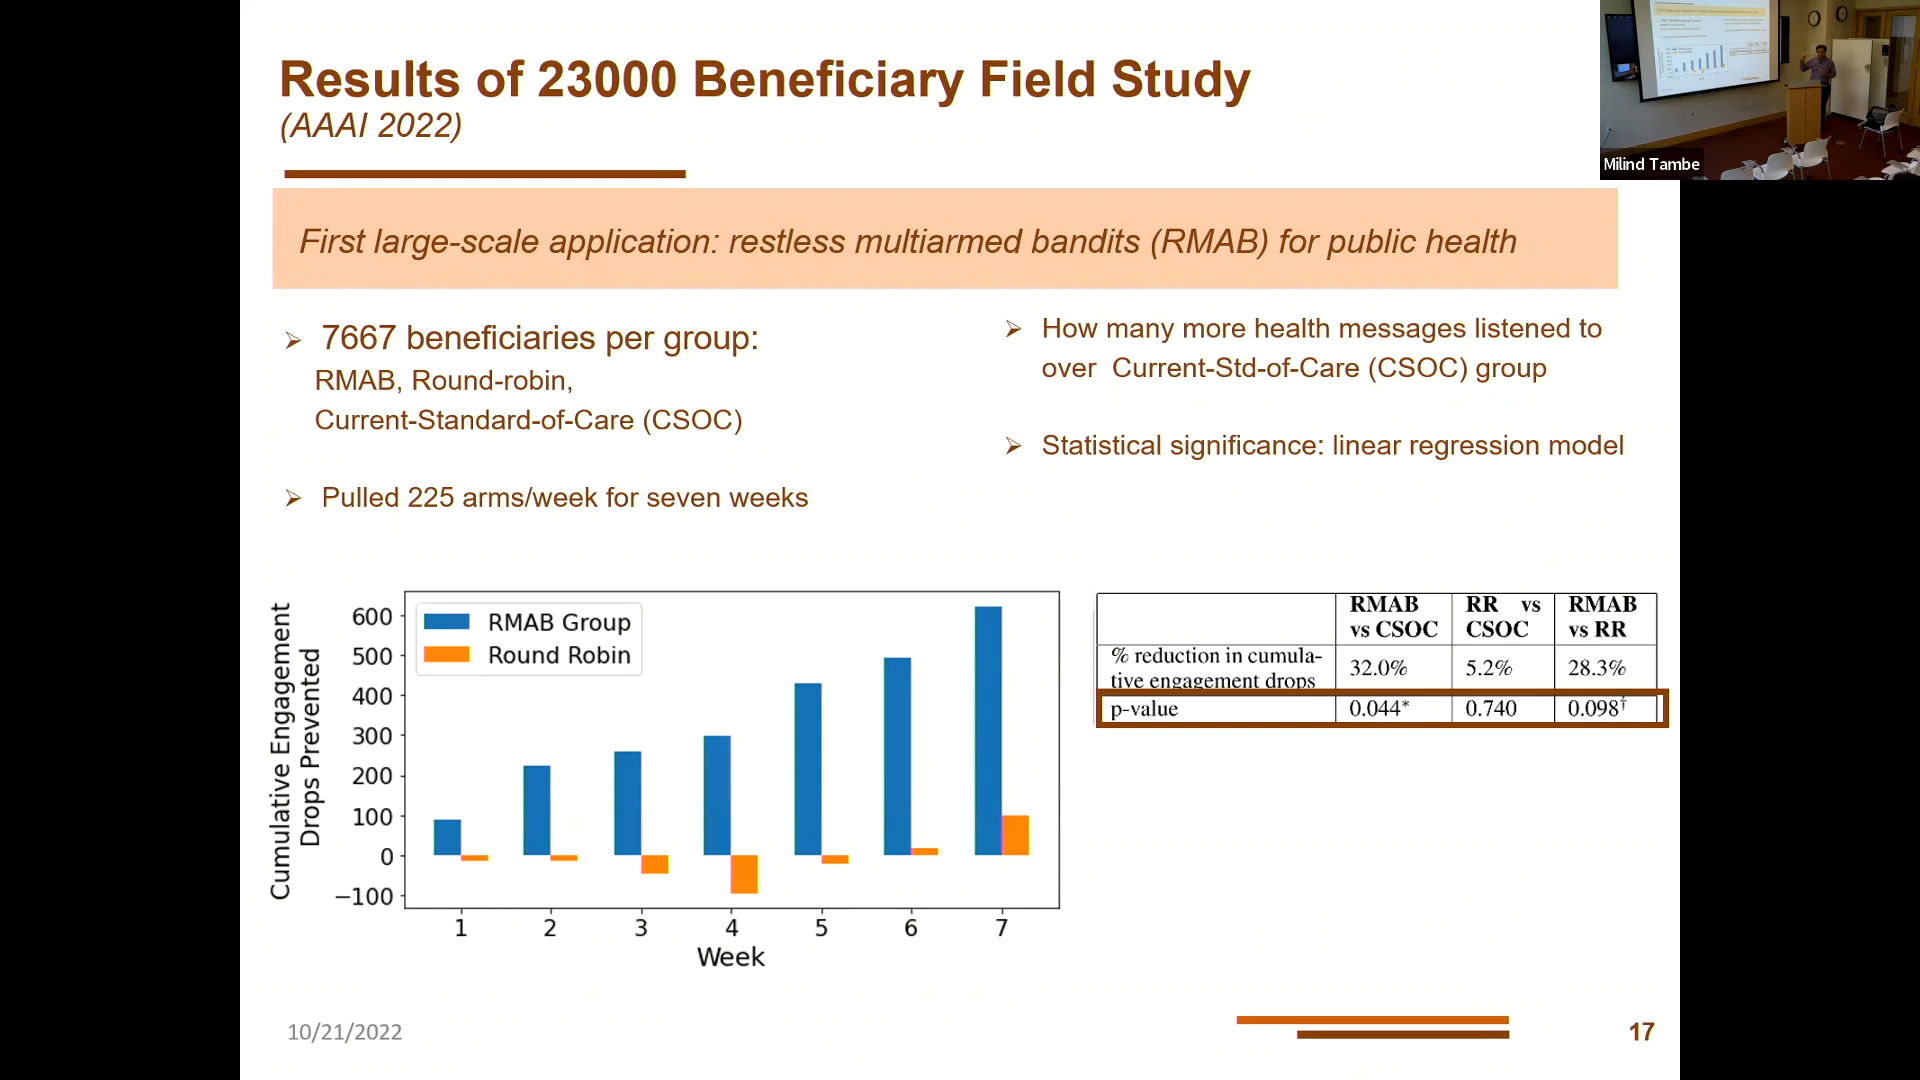 Results of 23000 Beneficiary Field Study
(AAAI 2022)
Milind Tambe
First large-scale application: restless multiarmed bandits (RMAB) for public health
7667 beneficiaries per group:
RMAB, Round-robin,
Current-Standard-of-Care (CSOC)
Pulled 225 arms/week for seven weeks
How many more health messages listened to
over Current-Std-of-Care (CSOC) group
Statistical significance: linear regression model
Cumulative Engagement
Drops Prevented
600
500
400
300
200
100
0
−100
RMAB Group
Round Robin
1 2 3 4 5 6 7
Week
RMAB vs CSOC RR vs CSOC RMAB vs RR
% reduction in cumula-
tive engagement drops 32.0% 5.2% 28.3%
p-value 0.044* 0.740 0.098†
10/21/2022
17